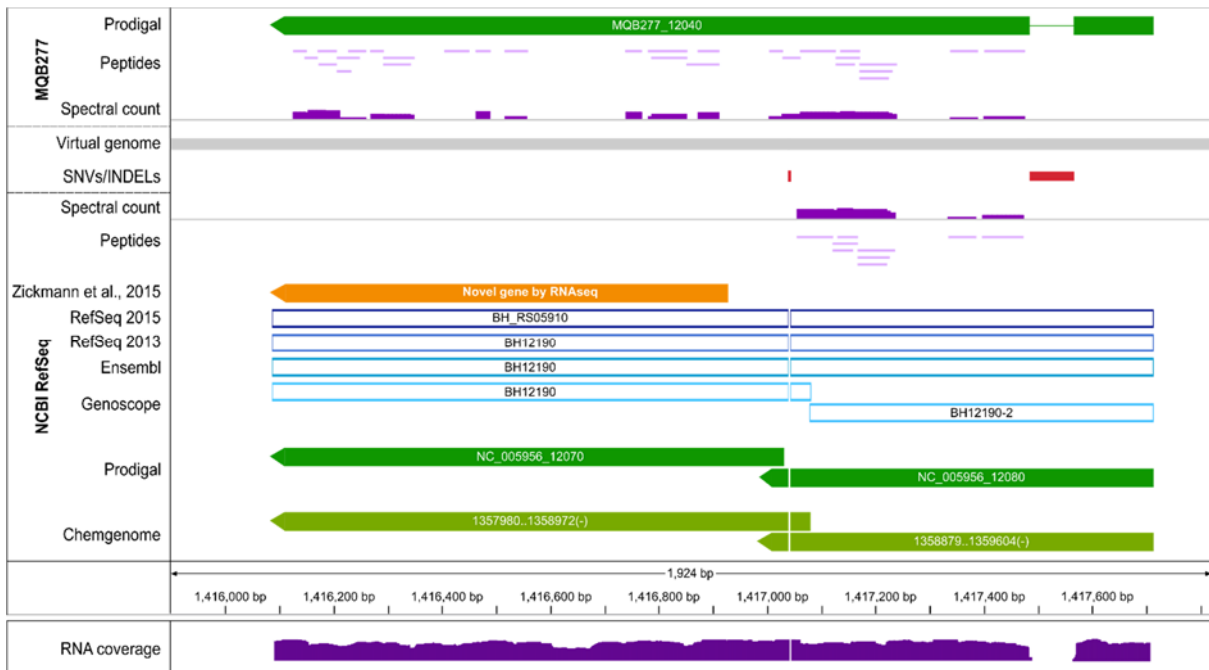 MQB277
Prodigal
MQB277_12040
Peptides
Spectral count
Virtual genome
SNVs/INDELs
NCBI RefSeq
Spectral count
Peptides
Zickmann et al., 2015
Novel gene by RNAseq
RefSeq 2015
BH_RS05910
RefSeq 2013
BH12190
Ensembl
BH12190
Genoscope
BH12190
BH12190-2
Prodigal
NC_005956_12070
NC_005956_12080
Chemgenome
1357980..1358972(-)
1358879..1359604(-)
1,924 bp
1,416,000 bp 1,416,200 bp 1,416,400 bp 1,416,600 bp 1,416,800 bp 1,417,000 bp 1,417,200 bp 1,417,400 bp 1,417,600 bp
RNA coverage